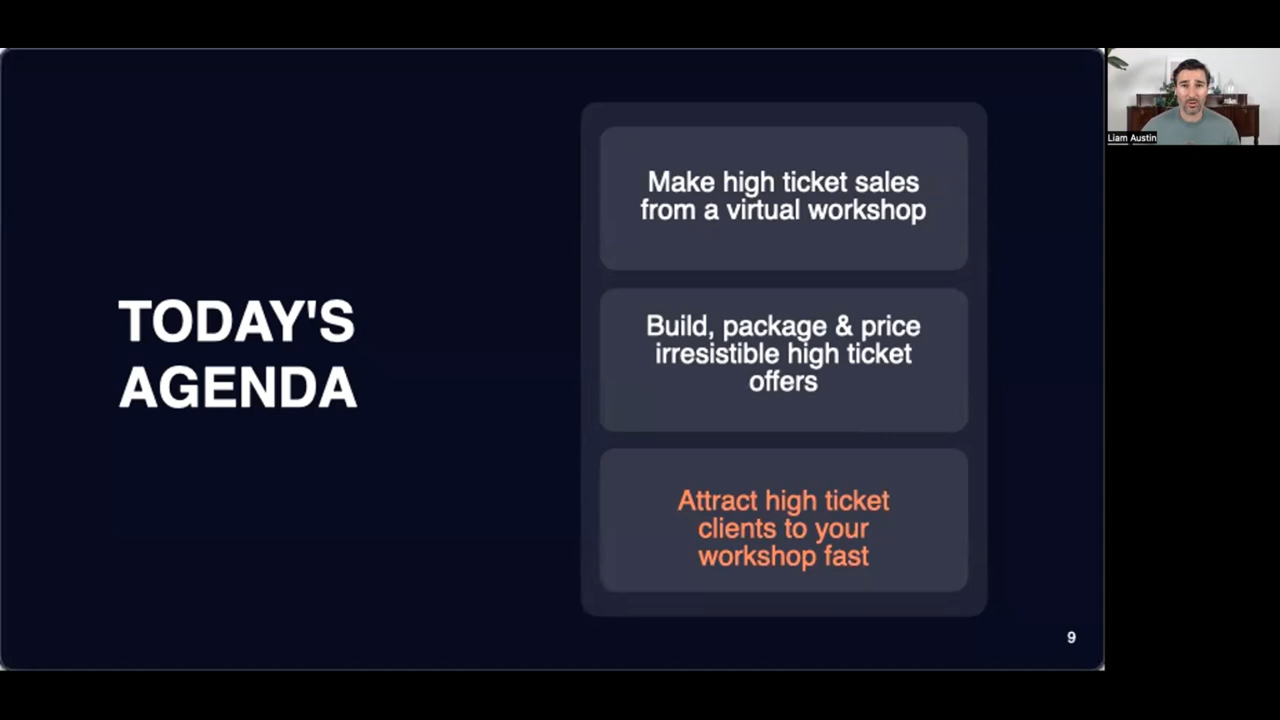 TODAY'S
AGENDA
Make high ticket sales
from a virtual workshop
Build, package & price
irresistible high ticket
offers
Attract high ticket
clients to your
workshop fast
9
Liam Austin